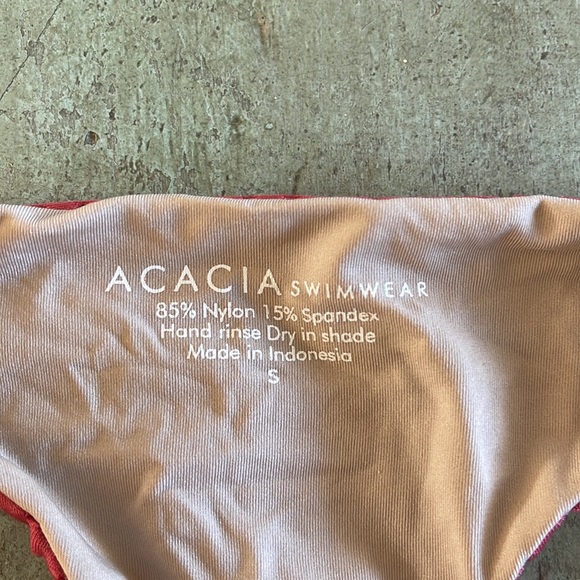 ACACIA SWIMWEAR
85% Nylon 15% Spandex
Hand rinse Dry in shade
Made in Indonesia
S